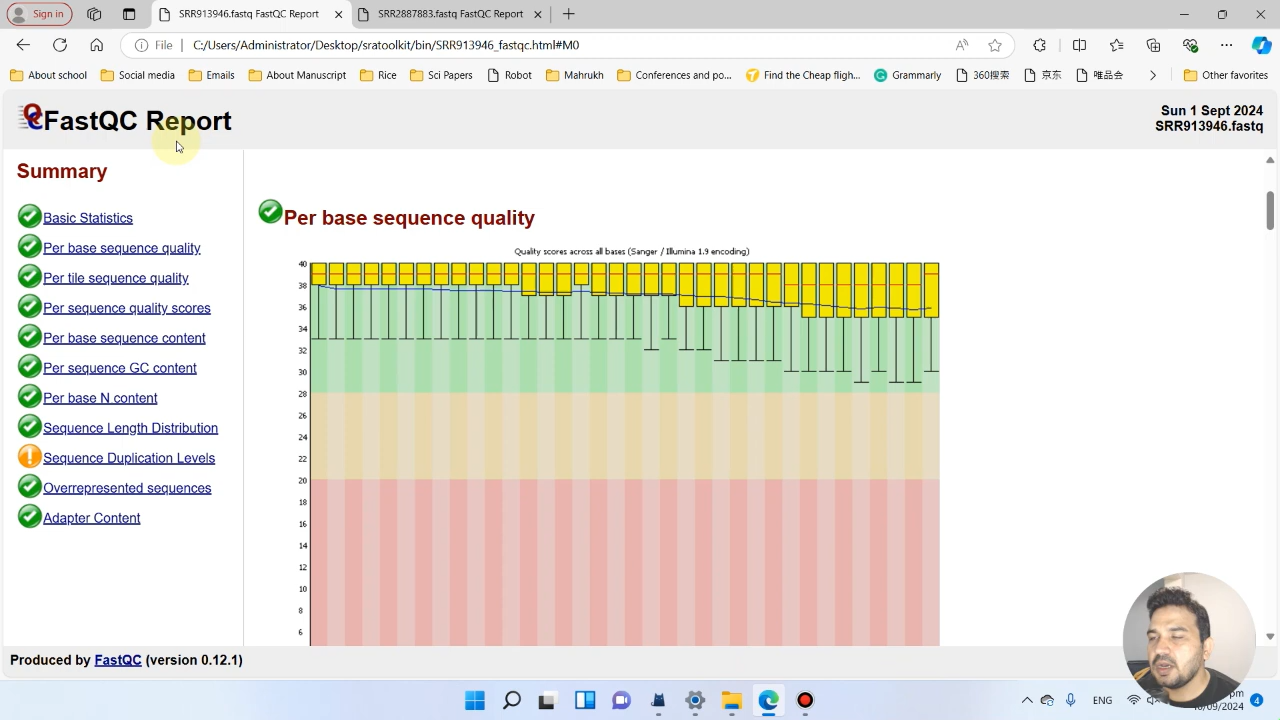 Sign in
SRR913946.fastq FastQC Report
SRR2887883.fastq FastQC Report
File
C:/Users/Administrator/Desktop/sratoolkit/bin/SRR913946_fastqc.html#M0
About school
Social media
Emails
About Manuscript
Rice
Sci Papers
Robot
Mahrukh
Conferences and po...
Find the Cheap fligh...
Grammarly
360搜索
京东
唯品会
Other favorites
FastQC Report
Sun 1 Sept 2024
SRR913946.fastq
Summary
Basic Statistics
Per base sequence quality
Per tile sequence quality
Per sequence quality scores
Per base sequence content
Per sequence GC content
Per base N content
Sequence Length Distribution
Sequence Duplication Levels
Overrepresented sequences
Adapter Content
Per base sequence quality
Quality scores across all bases (Sanger / Illumina 1.9 encoding)
40
38
36
34
32
30
28
26
24
22
20
18
16
14
12
10
8
6
Produced by FastQC (version 0.12.1)
ENG
pm
/09/2024
4